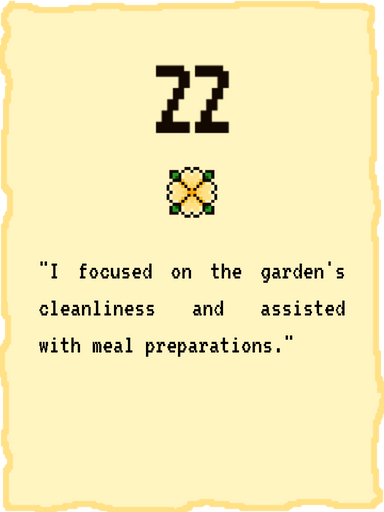 22
"I focused on the garden's
cleanliness and assisted
with meal preparations."